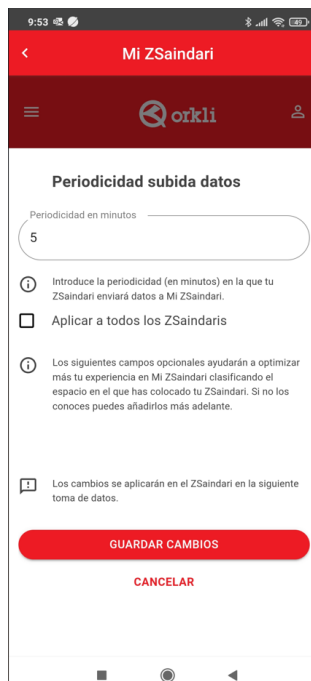 9:53
49
Mi ZSaindari
orkli
Periodicidad subida datos
Periodicidad en minutos
5
Introduce la periodicidad (en minutos) en la que tu
ZSaindari enviará datos a Mi ZSaindari.
Aplicar a todos los ZSaindaris
Los siguientes campos opcionales ayudarán a optimizar
más tu experiencia en Mi ZSaindari clasificando el
espacio en el que has colocado tu ZSaindari. Si no los
conoces puedes añadirlos más adelante.
Los cambios se aplicarán en el ZSaindari en la siguiente
toma de datos.
GUARDAR CAMBIOS
CANCELAR